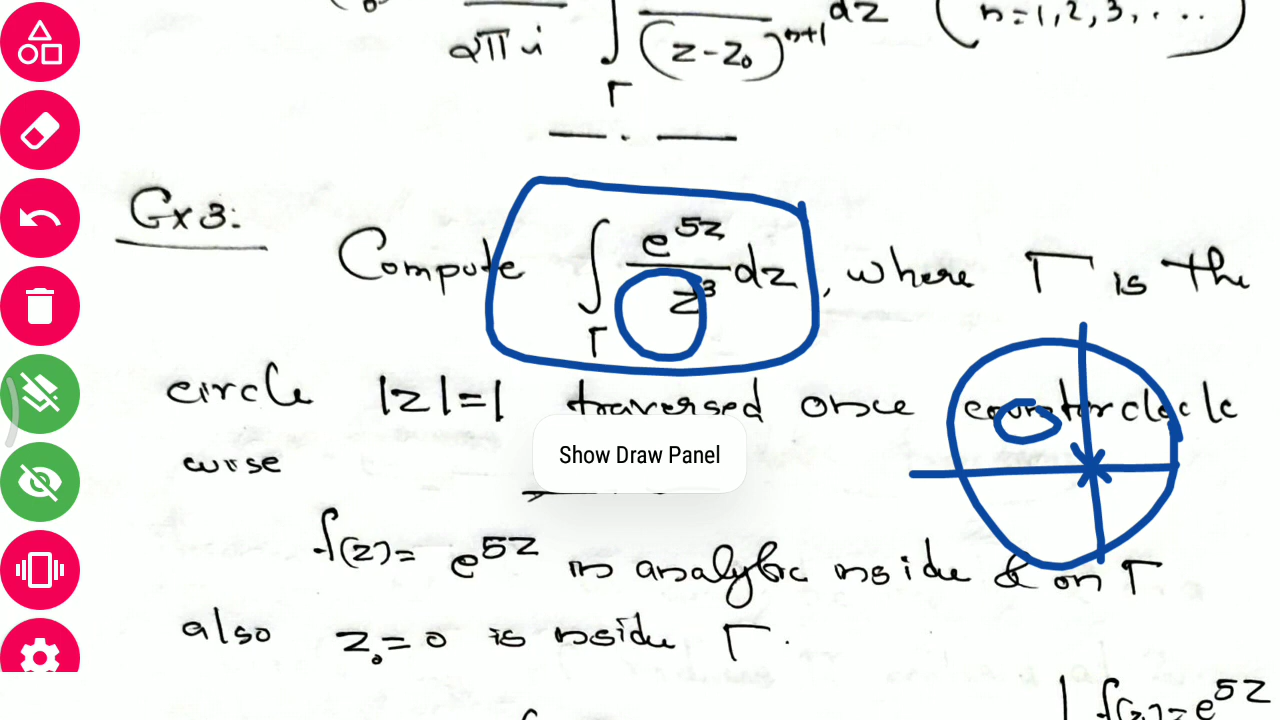 2πi ∫Γ (z-z₀)ⁿ⁺¹ dz (n=1,2,3,...)
Ex3:
Compute ∫Γ e^5z/z³ dz, where Γ is the
circle |z|=1 traversed once counterclock
wise
Show Draw Panel
f(z)= e^5z is analytic inside & on Γ
also z₀=0 is inside Γ.
f(z)=e^5z